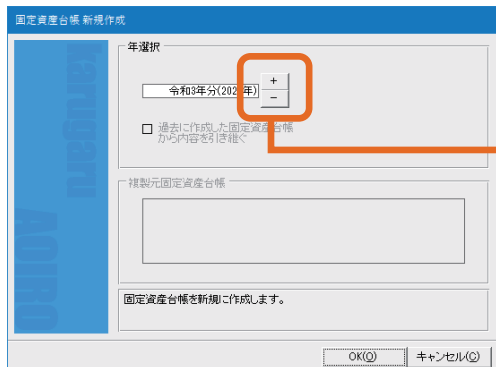 固定資産台帳 新規作成
karugaru
AOIRO
年選択
令和3年分(202 年)
+
-
過去に作成した固定資産台帳
から内容を引き継ぐ
複製元固定資産台帳
固定資産台帳を新規に作成します。
OK(O)
キャンセル(C)